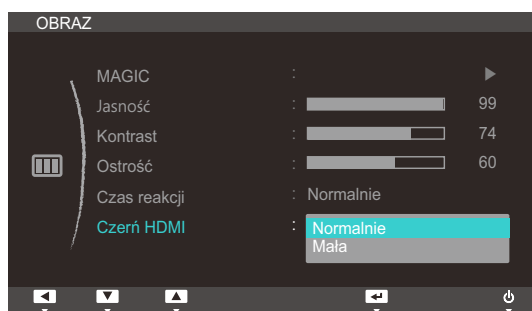 OBRAZ
MAGIC :
Jasność : 99
Kontrast : 74
Ostrość : 60
Czas reakcji : Normalnie
Czerń HDMI : Normalnie
Mała